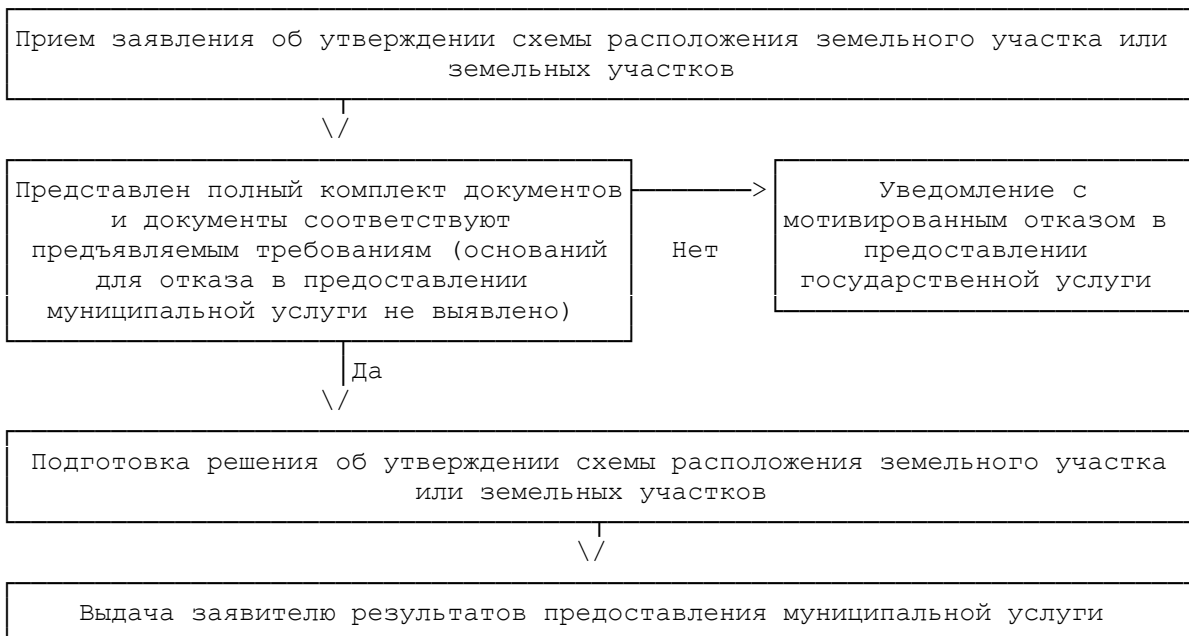 Прием заявления об утверждении схемы расположения земельного участка или
земельных участков
Представлен полный комплект документов
и документы соответствуют
предъявляемым требованиям (оснований
для отказа в предоставлении
муниципальной услуги не выявлено)
Нет
Уведомление с
мотивированным отказом в
предоставлении
государственной услуги
Да
Подготовка решения об утверждении схемы расположения земельного участка
или земельных участков
Выдача заявителю результатов предоставления муниципальной услуги